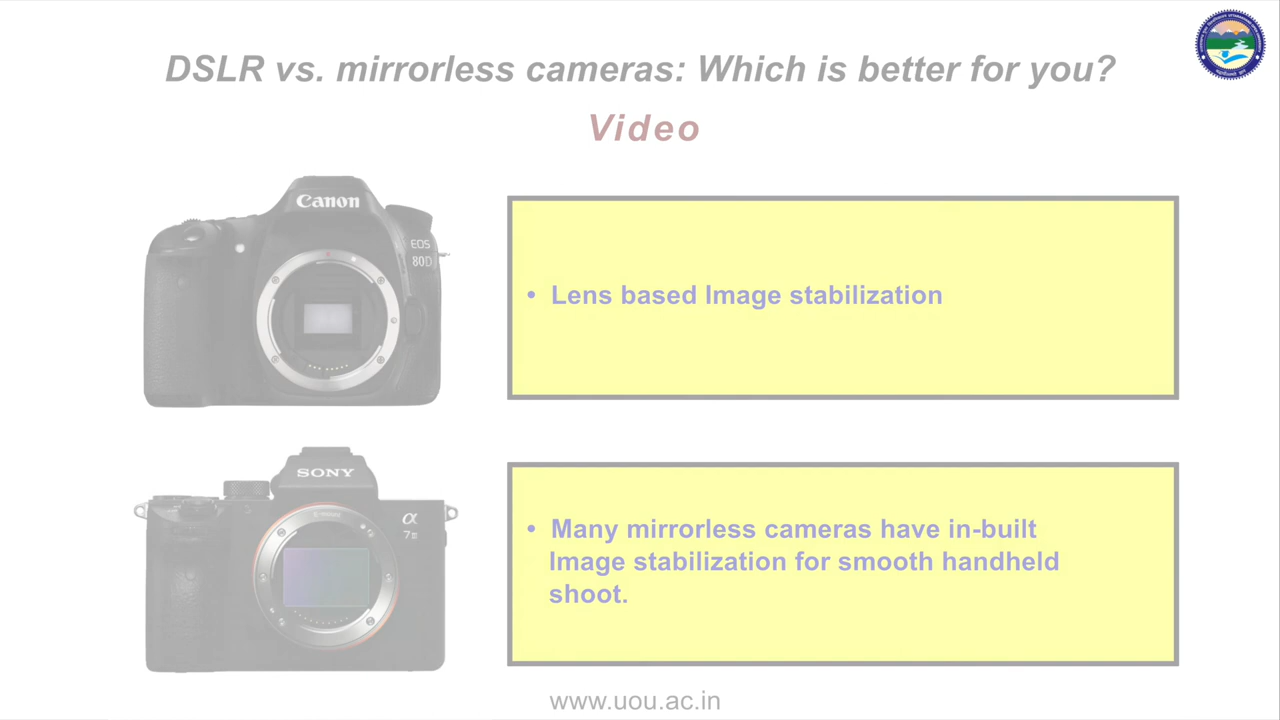 DSLR vs. mirrorless cameras: Which is better for you?
Video
Canon
EOS
80D
• Lens based Image stabilization
SONY
α
7
• Many mirrorless cameras have in-built
Image stabilization for smooth handheld
shoot.
www.uou.ac.in